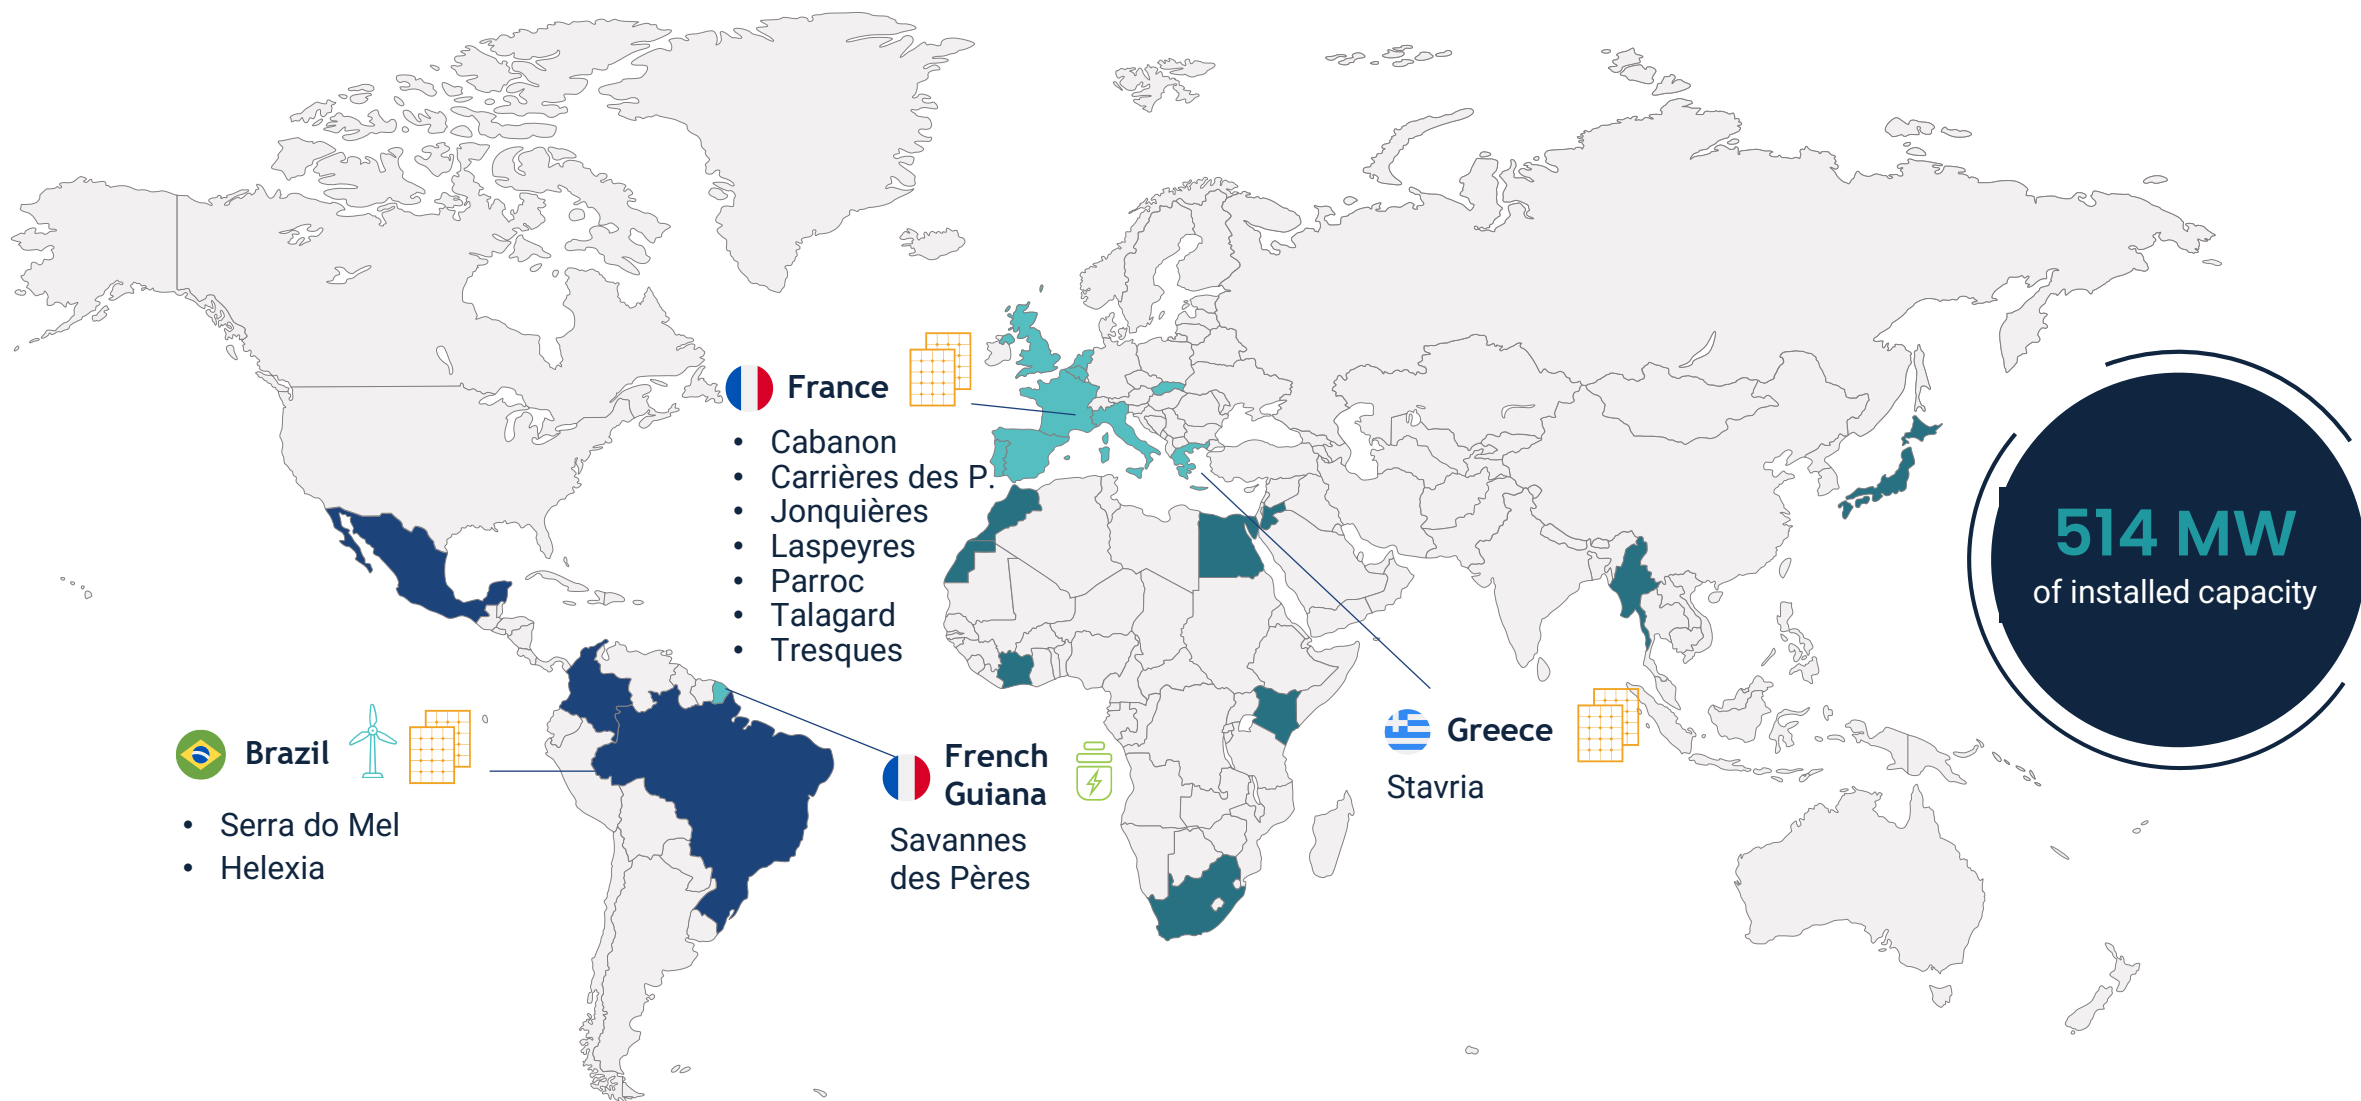 France
• Cabanon
• Carrières des P.
• Jonquières
• Laspeyres
• Parroc
• Talagard
• Tresques
Brazil
• Serra do Mel
• Helexia
French
Guiana
Savannes
des Pères
Greece
Stavria
514 MW
of installed capacity